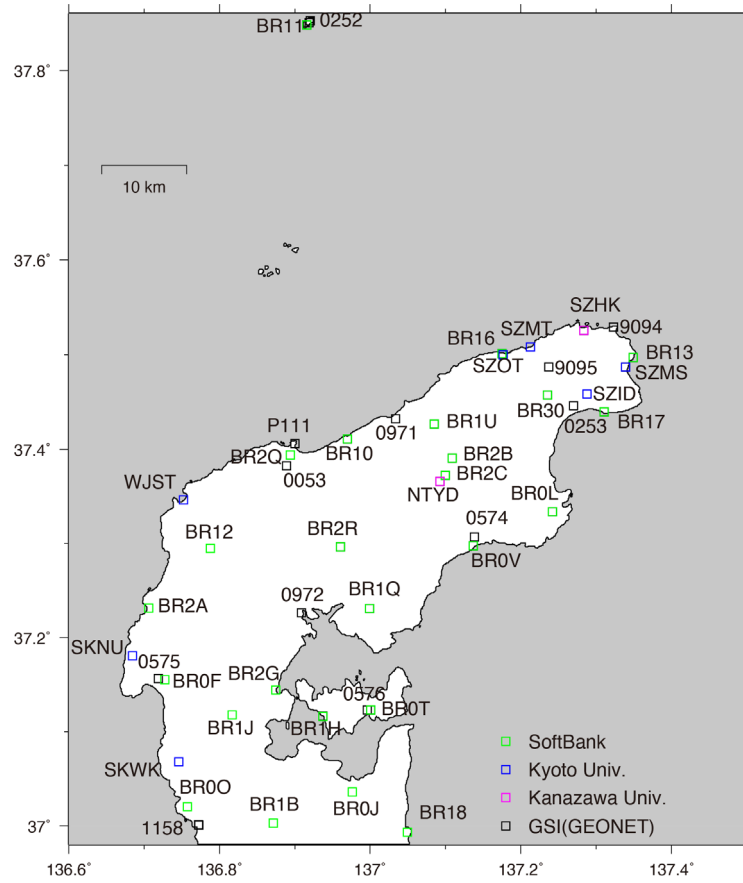 BR11 0252
37.8°
10 km
37.6°
SZHK
BR16 SZMT 9094
BR13
SZOT 9095 SZMS
SZID
BR30
P111 0971 BR1U 0253 BR17
37.4°
BR2Q BR10 BR2B
0053 BR2C
WJST NTYD BR0L
BR12 BR2R 0574
BR0V
0972 BR1Q
BR2A
37.2°
SKNU
0575 BR2G
BR0F 0576
BR0T
BR1J BR1H
SoftBank
SKWK Kyoto Univ.
BR0O Kanazawa Univ.
BR1B BR0J BR18
1158 GSI(GEONET)
37°
136.6° 136.8° 137° 137.2° 137.4°